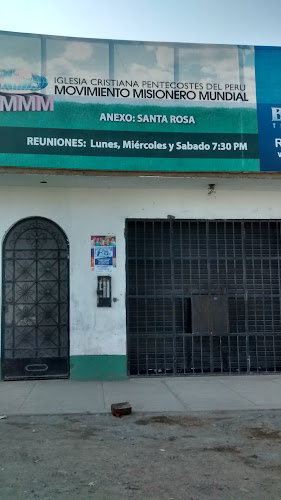 IGLESIA CRISTIANA PENTECOSTES DEL PERU
MMM MOVIMIENTO MISIONERO MUNDIAL
ANEXO: SANTA ROSA
REUNIONES: Lunes, Miércoles y Sabado 7:30 PM